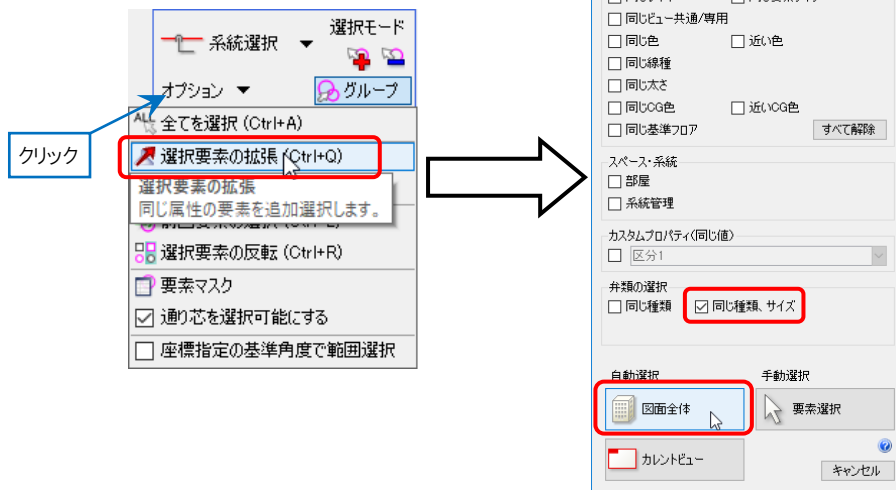 系統選択
選択モード
オプション
グループ
クリック
ALL
全てを選択 (Ctrl+A)
選択要素の拡張 (Ctrl+Q)
選択要素の拡張
同じ属性の要素を追加選択します。
選択要素の反転 (Ctrl+R)
要素マスク
通り芯を選択可能にする
座標指定の基準角度で範囲選択
同じビュー共通/専用
同じ色
近い色
同じ線種
同じ太さ
同じCG色
近いCG色
同じ基準フロア
すべて解除
スペース・系統
部屋
系統管理
カスタムプロパティ(同じ値)
区分1
弁類の選択
同じ種類
同じ種類、サイズ
自動選択
手動選択
図面全体
要素選択
カレントビュー
キャンセル